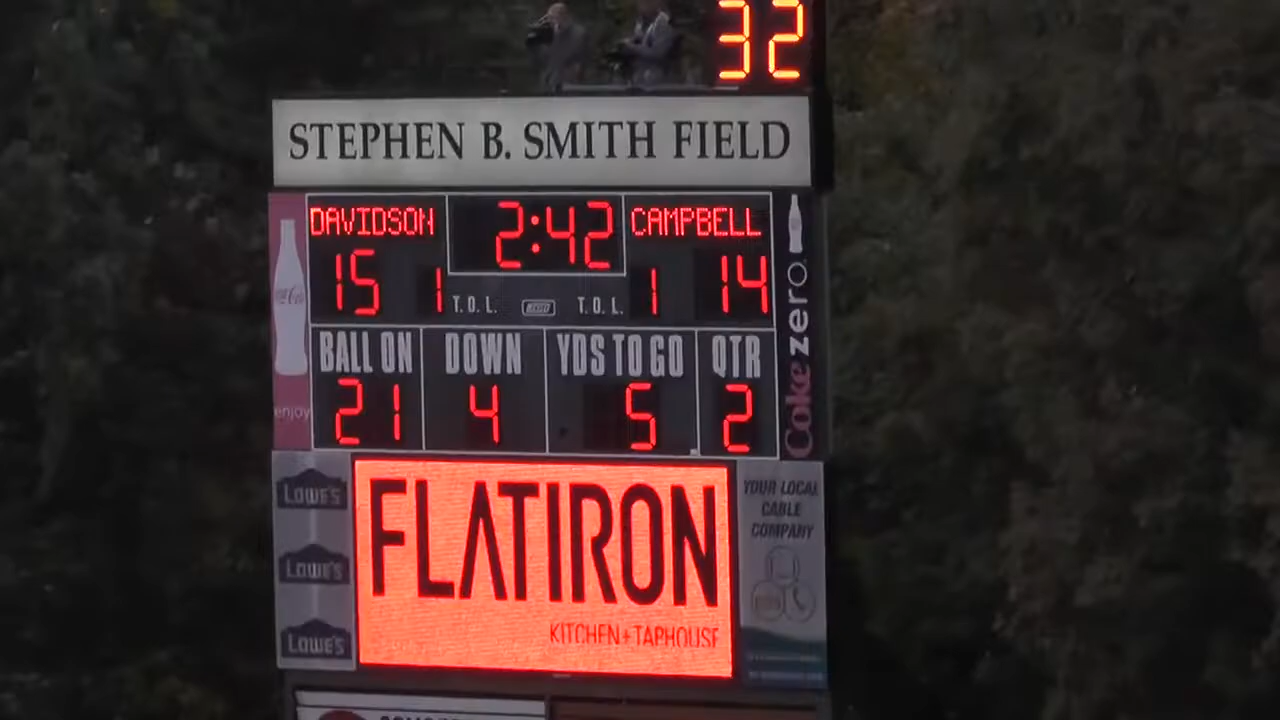 32
STEPHEN B. SMITH FIELD
DAVIDSON 2:42 CAMPBELL
15 1 T.O.L. T.O.L. 1 14
BALL ON DOWN YDS TO GO QTR
21 4 5 2
enjoy
Coke zero
LOWE'S
LOWE'S
LOWE'S
FLATIRON
KITCHEN+TAPHOUSE
YOUR LOCAL
CABLE
COMPANY